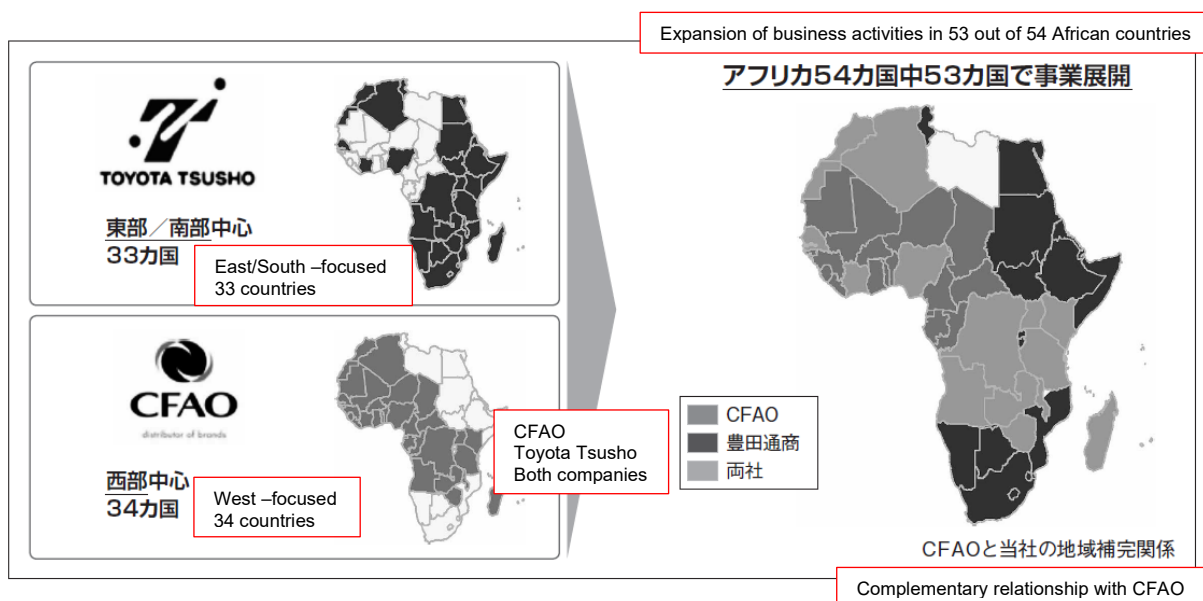 Expansion of business activities in 53 out of 54 African countries
アフリカ54カ国中53カ国で事業展開
TOYOTA TSUSHO
東部／南部中心
33カ国
East/South –focused
33 countries
CFAO
distributor of brands
西部中心
34カ国
West –focused
34 countries
CFAO
Toyota Tsusho
Both companies
CFAO
豊田通商
両社
CFAOと当社の地域補完関係
Complementary relationship with CFAO